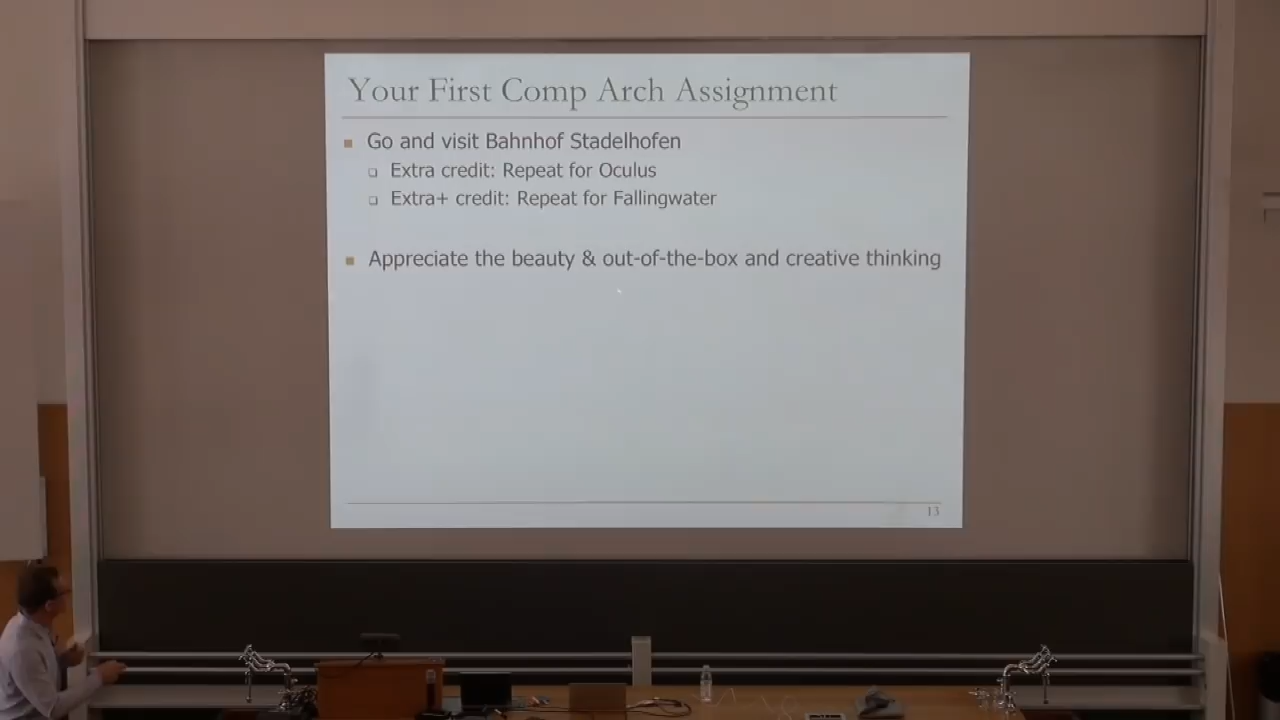 Your First Comp Arch Assignment
Go and visit Bahnhof Stadelhofen
Extra credit: Repeat for Oculus
Extra+ credit: Repeat for Fallingwater
Appreciate the beauty & out-of-the-box and creative thinking
13